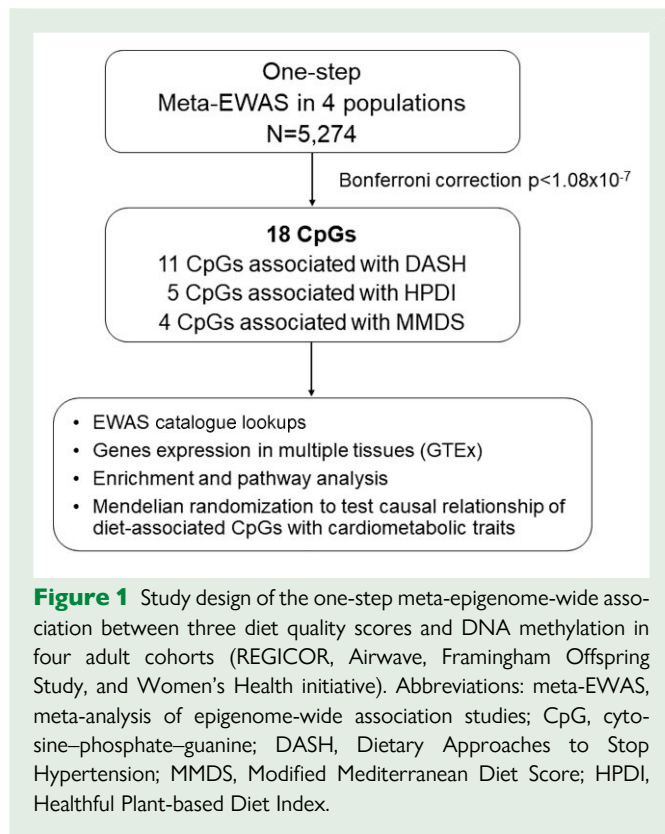 One-step
Meta-EWAS in 4 populations
N=5,274
Bonferroni correction p<1.08x10⁻⁷
18 CpGs
11 CpGs associated with DASH
5 CpGs associated with HPDI
4 CpGs associated with MMDS
• EWAS catalogue lookups
• Genes expression in multiple tissues (GTEx)
• Enrichment and pathway analysis
• Mendelian randomization to test causal relationship of
diet-associated CpGs with cardiometabolic traits
Figure 1 Study design of the one-step meta-epigenome-wide asso-
ciation between three diet quality scores and DNA methylation in
four adult cohorts (REGICOR, Airwave, Framingham Offspring
Study, and Women's Health initiative). Abbreviations: meta-EWAS,
meta-analysis of epigenome-wide association studies; CpG, cyto-
sine–phosphate–guanine; DASH, Dietary Approaches to Stop
Hypertension; MMDS, Modified Mediterranean Diet Score; HPDI,
Healthful Plant-based Diet Index.